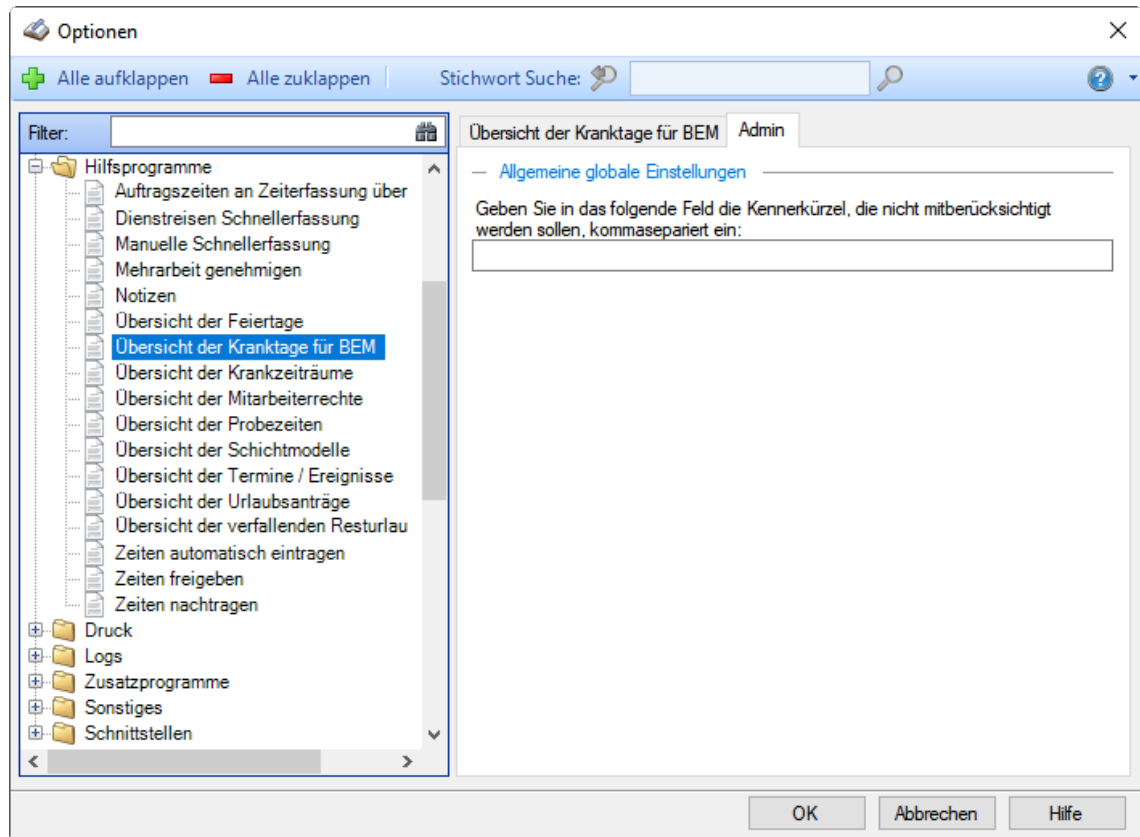 Optionen
Alle aufklappen Alle zuklappen Stichwort Suche:
Filter:
Hilfsprogramme
Auftragszeiten an Zeiterfassung über
Dienstreisen Schnellerfassung
Manuelle Schnellerfassung
Mehrarbeit genehmigen
Notizen
Übersicht der Feiertage
Übersicht der Kranktage für BEM
Übersicht der Krankzeiträume
Übersicht der Mitarbeiterrechte
Übersicht der Probezeiten
Übersicht der Schichtmodelle
Übersicht der Termine / Ereignisse
Übersicht der Urlaubsanträge
Übersicht der verfallenden Resturlau
Zeiten automatisch eintragen
Zeiten freigeben
Zeiten nachtragen
Druck
Logs
Zusatzprogramme
Sonstiges
Schnittstellen
Übersicht der Kranktage für BEM Admin
Allgemeine globale Einstellungen
Geben Sie in das folgende Feld die Kennerkürzel, die nicht mitberücksichtigt
werden sollen, kommasepariert ein:
OK Abbrechen Hilfe